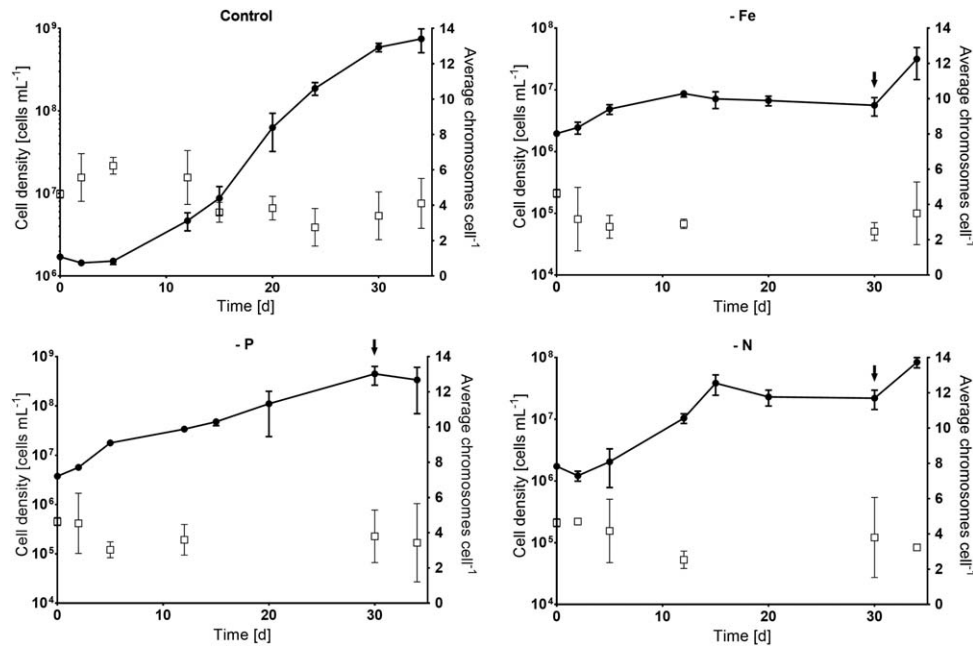 Control
10⁹
10⁸
10⁷
10⁶
Cell density [cells mL⁻¹]
14
12
10
8
6
4
2
0
Average chromosomes cell⁻¹
0 10 20 30
Time [d]
- Fe
10⁸
10⁷
10⁶
10⁵
10⁴
Cell density [cells mL⁻¹]
14
12
10
8
6
4
2
0
Average chromosomes cell⁻¹
0 10 20 30
Time [d]
- P
10⁹
10⁸
10⁷
10⁶
10⁵
10⁴
Cell density [cells mL⁻¹]
14
12
10
8
6
4
2
0
Average chromosomes cell⁻¹
0 10 20 30
Time [d]
- N
10⁸
10⁷
10⁶
10⁵
10⁴
Cell density [cells mL⁻¹]
14
12
10
8
6
4
2
0
Average chromosomes cell⁻¹
0 10 20 30
Time [d]